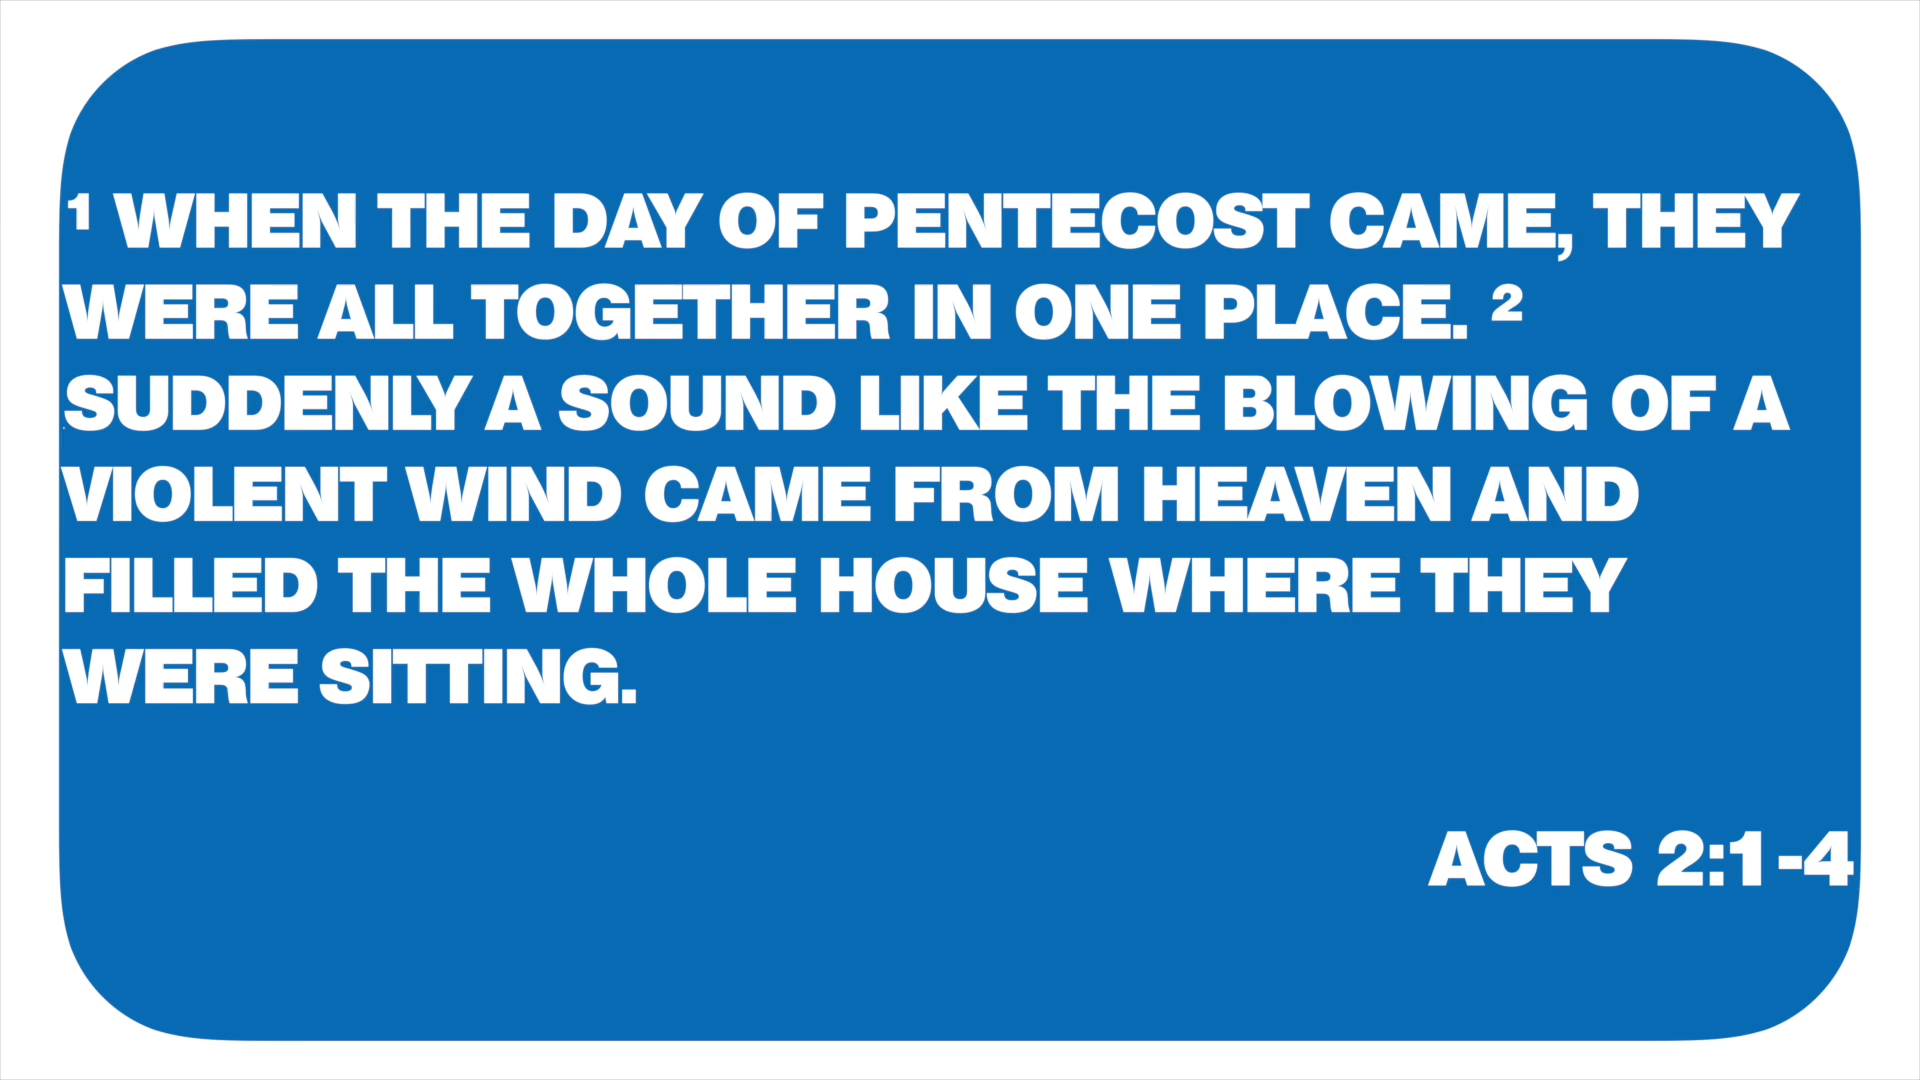 ¹ WHEN THE DAY OF PENTECOST CAME, THEY
WERE ALL TOGETHER IN ONE PLACE. ²
SUDDENLY A SOUND LIKE THE BLOWING OF A
VIOLENT WIND CAME FROM HEAVEN AND
FILLED THE WHOLE HOUSE WHERE THEY
WERE SITTING.
ACTS 2:1-4